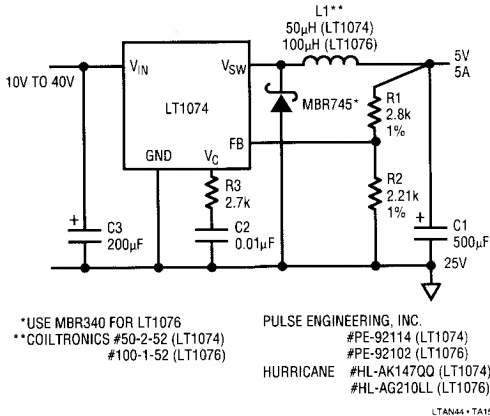 L1**
50µH (LT1074)
100µH (LT1076)
10V TO 40V
VIN
VSW
5V
5A
LT1074
MBR745*
R1
2.8k
1%
FB
GND
VC
R3
2.7k
R2
2.21k
1%
+
C3
200µF
C2
0.01µF
+
C1
500µF
25V
*USE MBR340 FOR LT1076
**COILTRONICS #50-2-52 (LT1074)
#100-1-52 (LT1076)
PULSE ENGINEERING, INC.
#PE-92114 (LT1074)
#PE-92102 (LT1076)
HURRICANE #HL-AK147QQ (LT1074)
#HL-AG210LL (LT1076)
LTAN44 • TA15